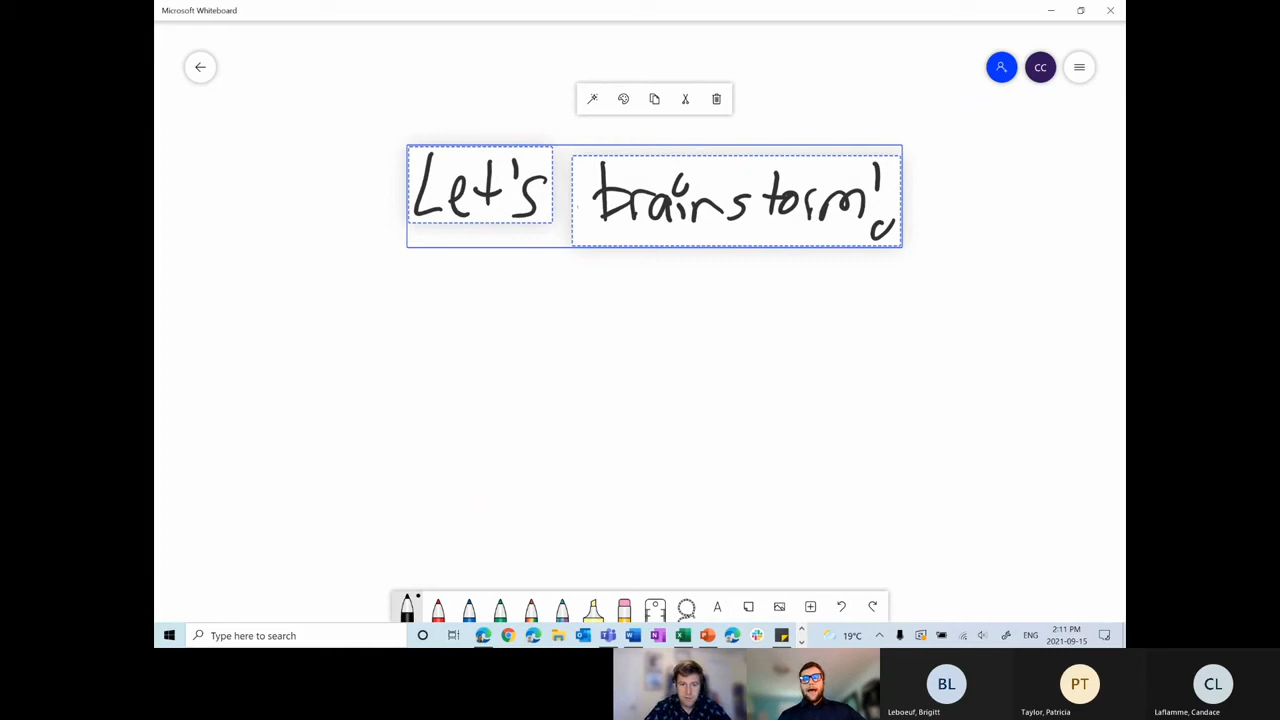 Microsoft Whiteboard
CC
Let's brainstorm!
A
Type here to search
19°C
ENG
2:11 PM
2021-09-15
BL
PT
CL
Leboeuf, Brigitt
Taylor, Patricia
Laflamme, Candace